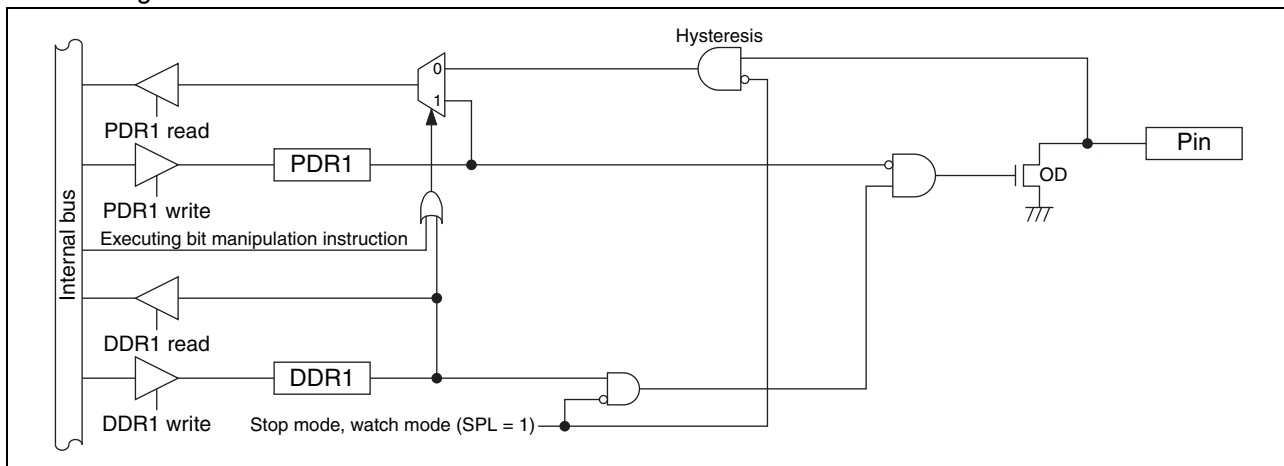 Hysteresis
0
1
PDR1 read
PDR1
Pin
OD
PDR1 write
Executing bit manipulation instruction
Internal bus
DDR1 read
DDR1
DDR1 write
Stop mode, watch mode (SPL = 1)